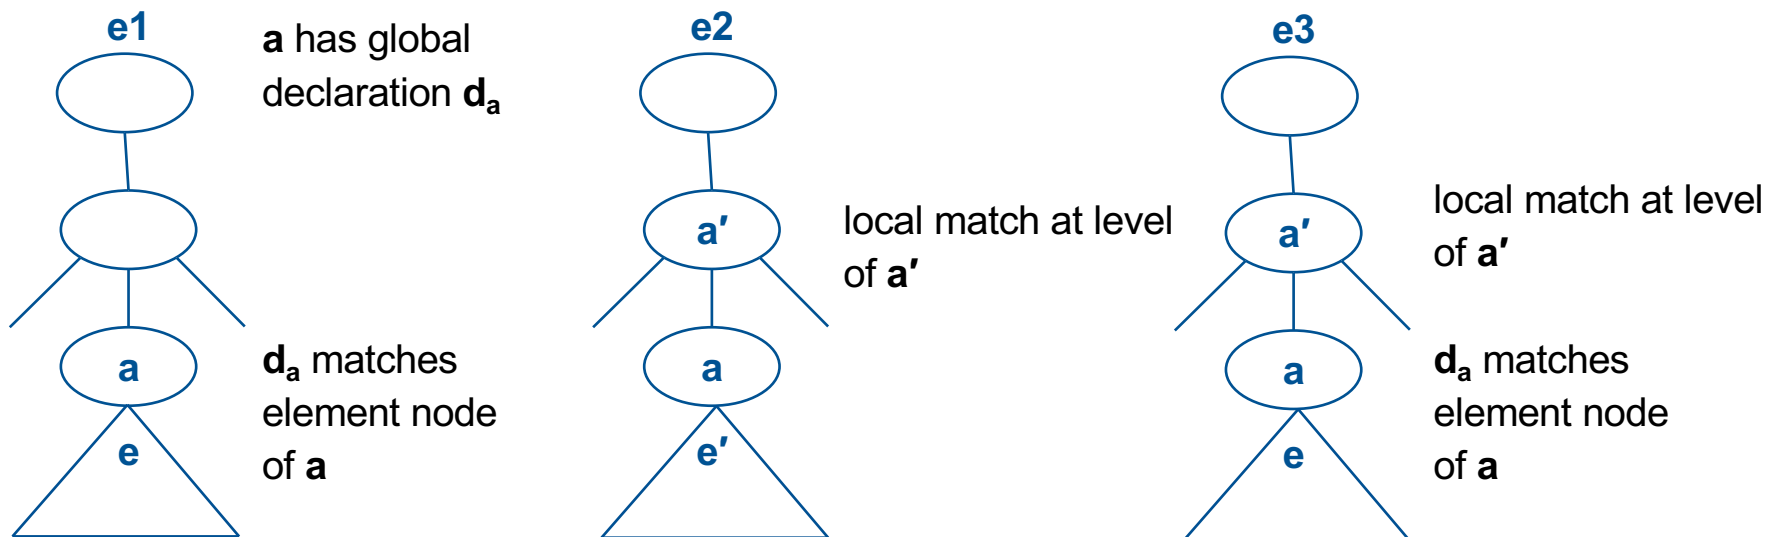 e1
a has global
declaration da
a
e
da matches
element node
of a
e2
a′
local match at level
of a′
a
e′
e3
a′
local match at level
of a′
a
e
da matches
element node
of a